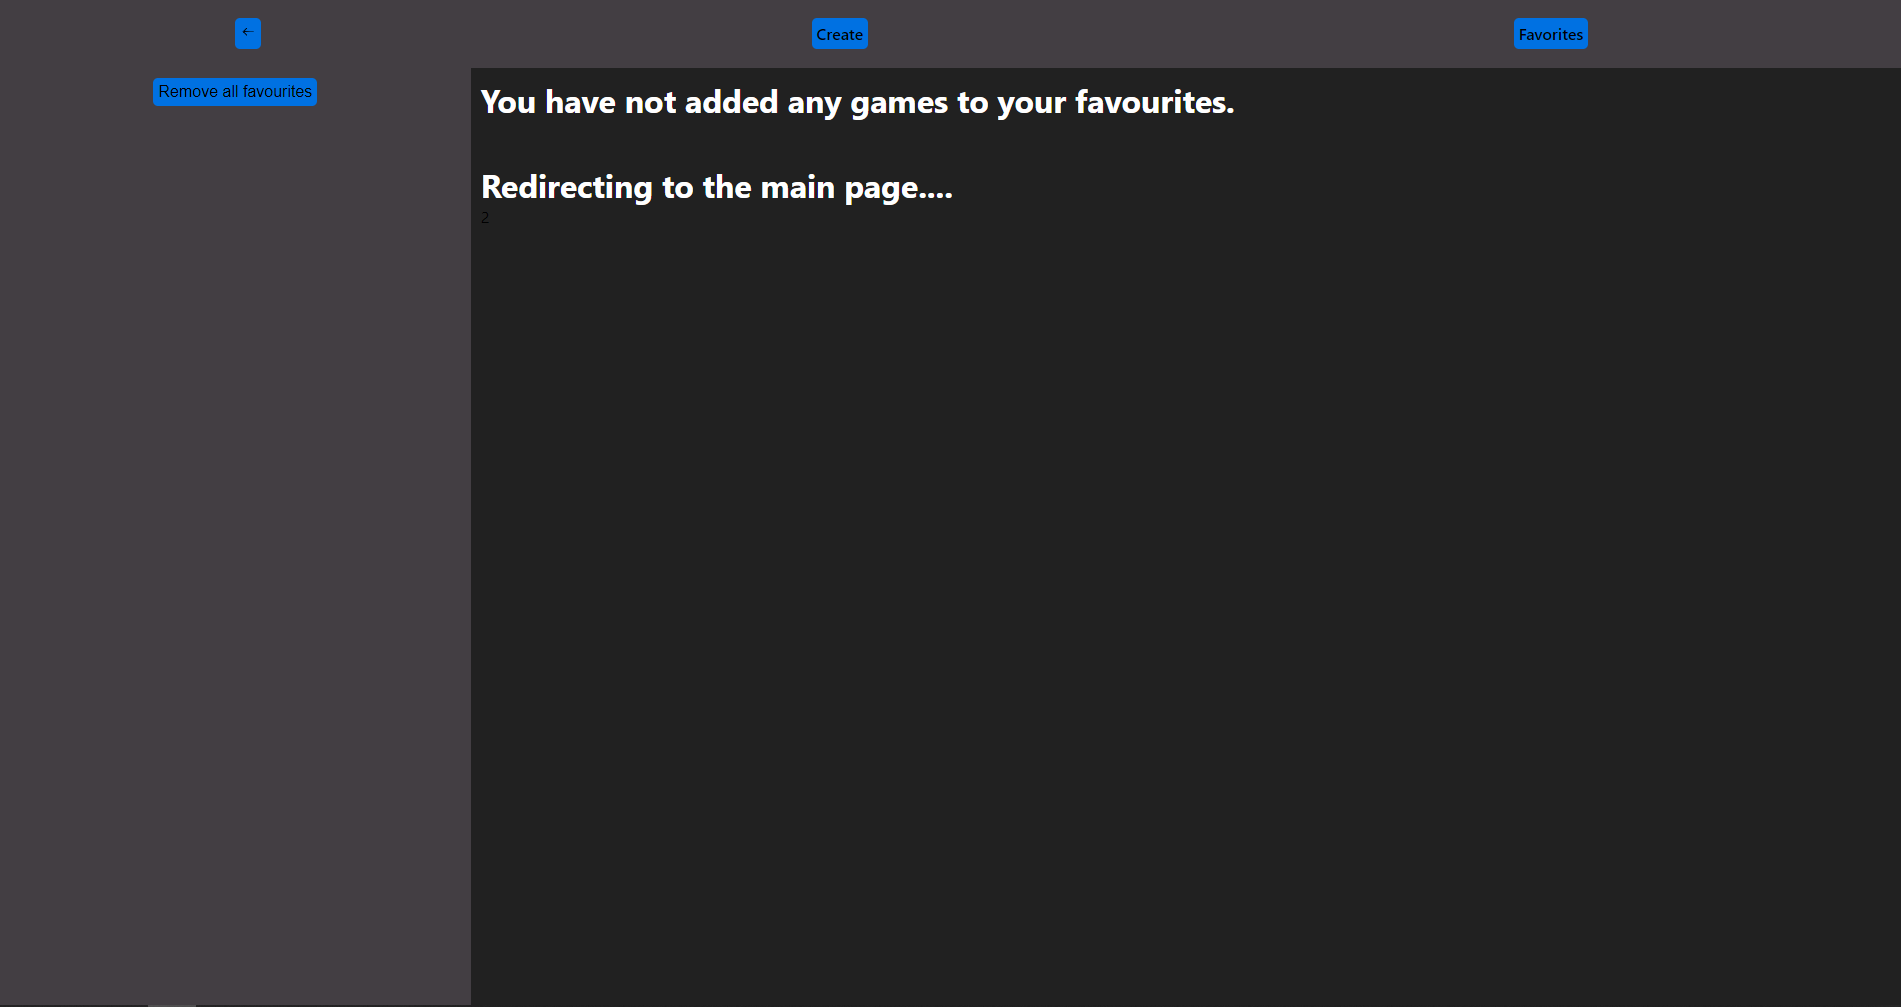 ←
Create
Favorites
Remove all favourites
You have not added any games to your favourites.
Redirecting to the main page....
2